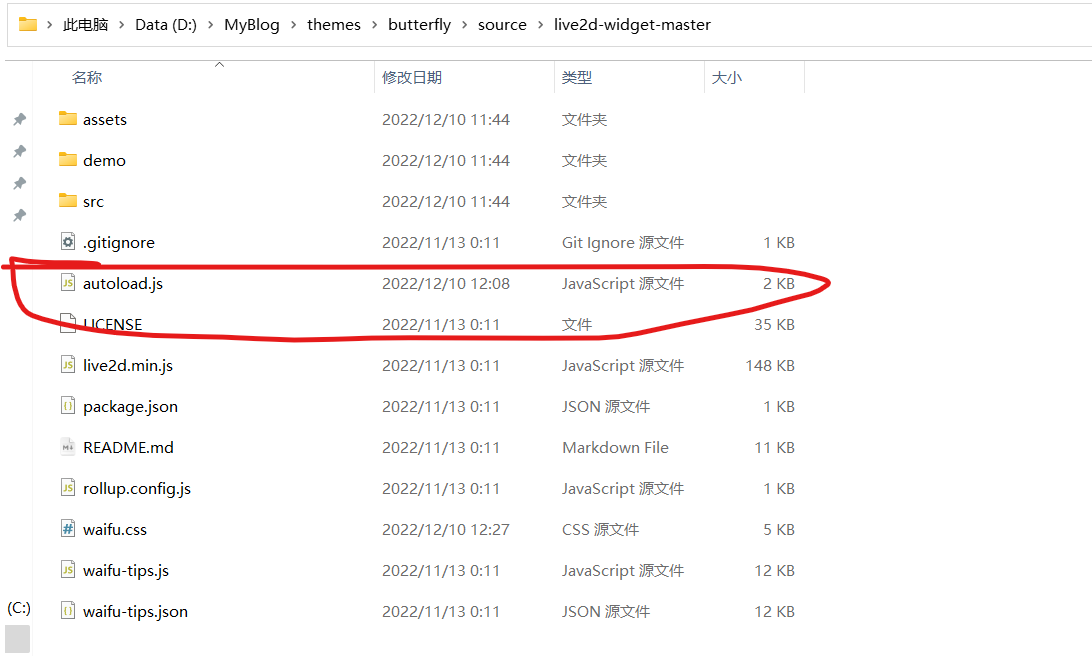 此电脑 > Data (D:) > MyBlog > themes > butterfly > source > live2d-widget-master
名称 修改日期 类型 大小
assets 2022/12/10 11:44 文件夹
demo 2022/12/10 11:44 文件夹
src 2022/12/10 11:44 文件夹
.gitignore 2022/11/13 0:11 Git Ignore 源文件 1 KB
autoload.js 2022/12/10 12:08 JavaScript 源文件 2 KB
LICENSE 2022/11/13 0:11 文件 35 KB
live2d.min.js 2022/11/13 0:11 JavaScript 源文件 148 KB
package.json 2022/11/13 0:11 JSON 源文件 1 KB
README.md 2022/11/13 0:11 Markdown File 11 KB
rollup.config.js 2022/11/13 0:11 JavaScript 源文件 1 KB
waifu.css 2022/12/10 12:27 CSS 源文件 5 KB
waifu-tips.js 2022/11/13 0:11 JavaScript 源文件 12 KB
(C:)
waifu-tips.json 2022/11/13 0:11 JSON 源文件 12 KB